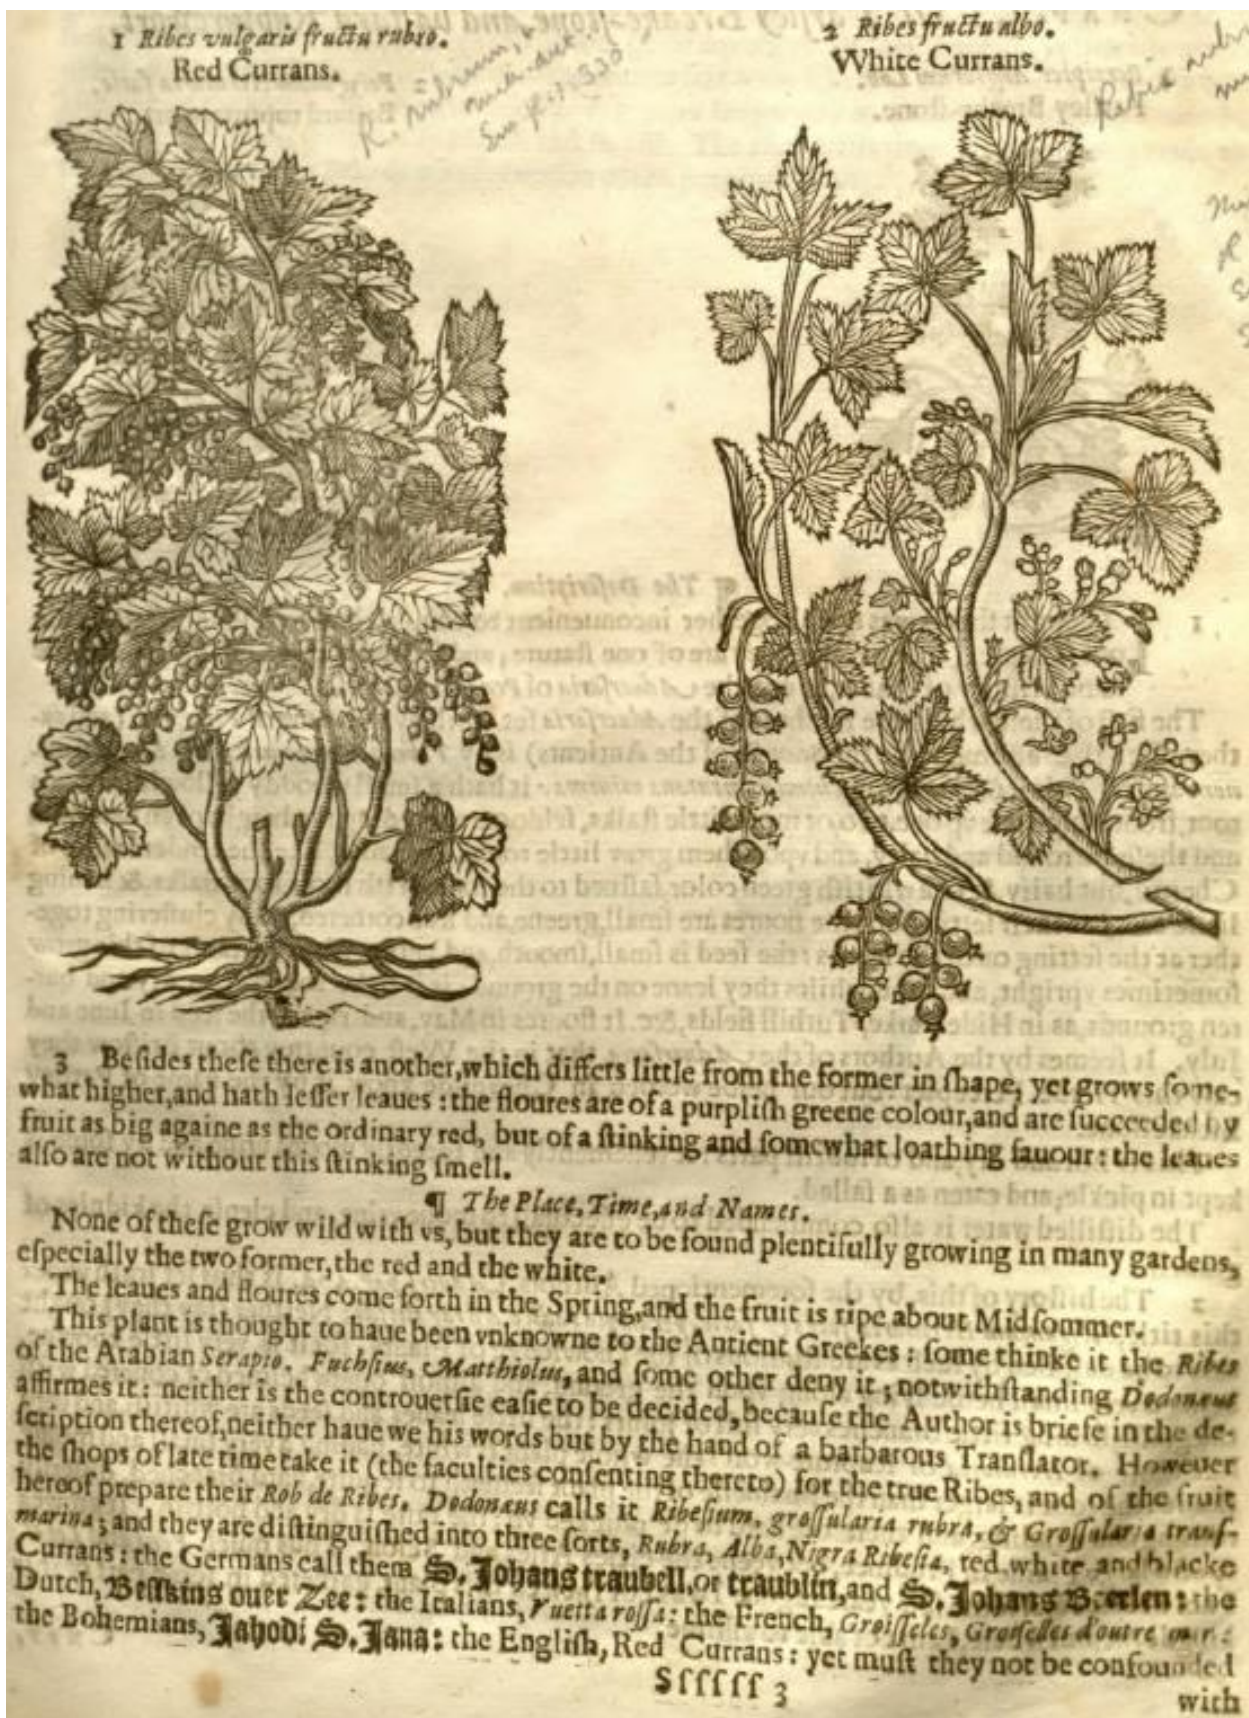 1 Ribes vulgaris fructu rubro.
Red Currans.
2 Ribes fructu albo.
White Currans.
3 Besides these there is another, which differs little from the former in shape, yet grows some-
what higher, and hath lesser leaues : the floures are of a purplish greene colour, and are succeeded by
fruit as big againe as the ordinary red, but of a stinking and somewhat loathing sauour : the leaues
also are not without this stinking smell.
¶ The Place, Time, and Names.
None of these grow wild with vs, but they are to be found plentifully growing in many gardens,
especially the two former, the red and the white.
The leaues and floures come forth in the Spring, and the fruit is ripe about Midsommer.
This plant is thought to haue been vnknowne to the Antient Greekes : some thinke it the Ribes
of the Arabian Serapio. Fuchsius, Matthiolus, and some other deny it ; notwithstanding Dodonæus
affirmes it : neither is the controuersie easie to be decided, because the Author is briefe in the de-
scription thereof, neither haue we his words but by the hand of a barbarous Translator. However
the shops of late time take it (the faculties consenting thereto) for the true Ribes, and of the fruit
hereof prepare their Rob de Ribes. Dodonæus calls it Ribesium, grossularia rubra, & Grossularia trans-
marina ; and they are distinguished into three sorts, Rubra, Alba, Nigra Ribesia, red, white and blacke
Currans : the Germans call them S. Johans traubell, or traublin, and S. Johans Beerlen : the
Dutch, Besskins ouer Zee : the Italians, Vuetta rossa : the French, Groisseles, Groiselles d'outre mer :
the Bohemians, Jahodi S. Jana : the English, Red Currans : yet must they not be confounded
Sſſſſſ 3
with